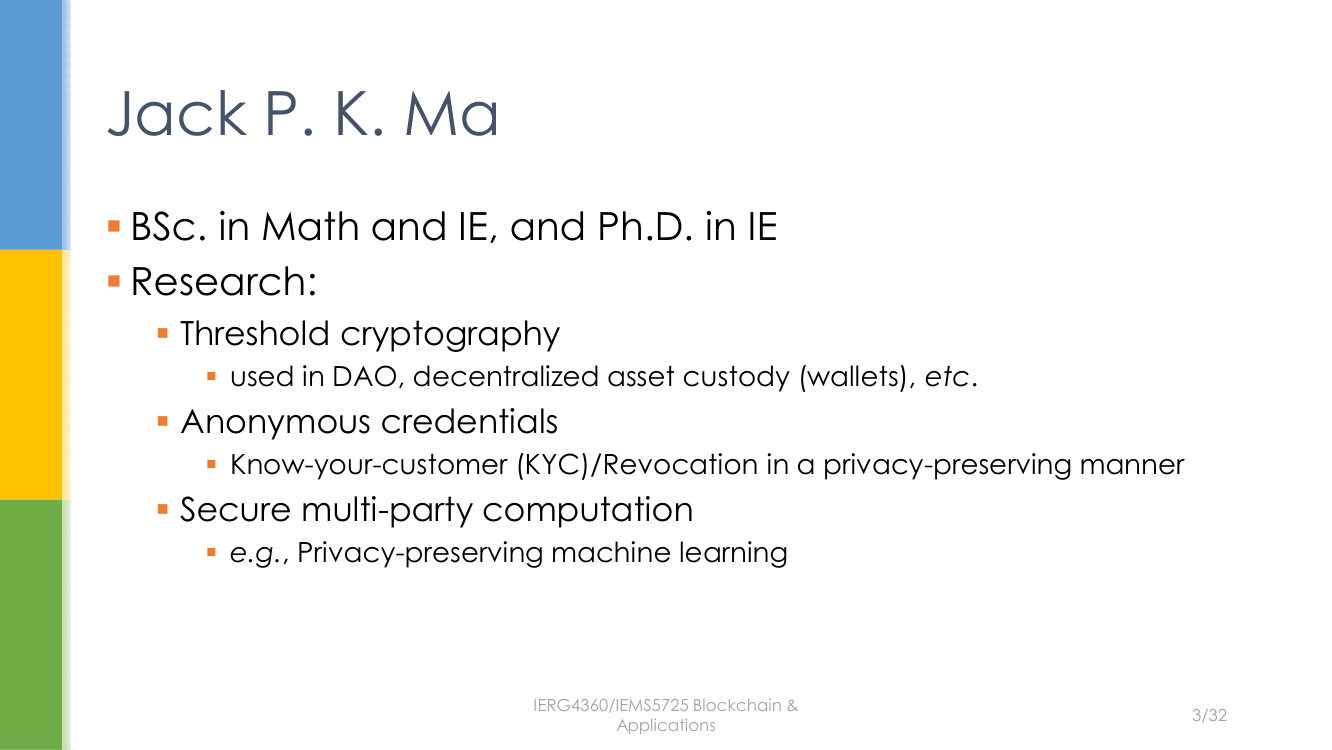 Jack P. K. Ma
BSc. in Math and IE, and Ph.D. in IE
Research:
Threshold cryptography
used in DAO, decentralized asset custody (wallets), etc.
Anonymous credentials
Know-your-customer (KYC)/Revocation in a privacy-preserving manner
Secure multi-party computation
e.g., Privacy-preserving machine learning
IERG4360/IEMS5725 Blockchain &
Applications
3/32